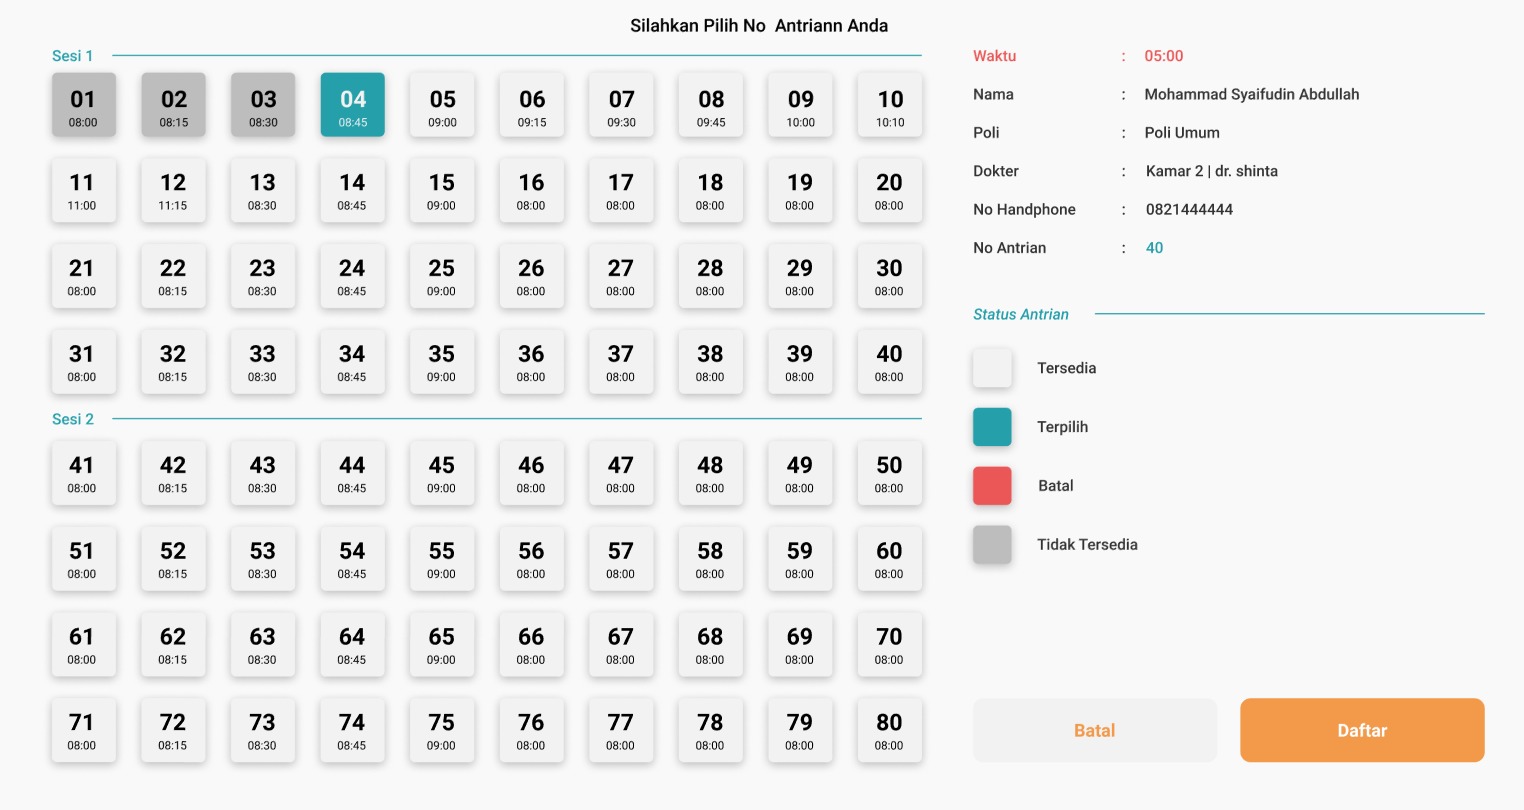 Silahkan Pilih No Antriann Anda
Sesi 1
01 02 03 04 05 06 07 08 09 10
08:00 08:15 08:30 08:45 09:00 09:15 09:30 09:45 10:00 10:10
11 12 13 14 15 16 17 18 19 20
11:00 11:15 08:30 08:45 09:00 08:00 08:00 08:00 08:00 08:00
21 22 23 24 25 26 27 28 29 30
08:00 08:15 08:30 08:45 09:00 08:00 08:00 08:00 08:00 08:00
31 32 33 34 35 36 37 38 39 40
08:00 08:15 08:30 08:45 09:00 08:00 08:00 08:00 08:00 08:00
Sesi 2
41 42 43 44 45 46 47 48 49 50
08:00 08:15 08:30 08:45 09:00 08:00 08:00 08:00 08:00 08:00
51 52 53 54 55 56 57 58 59 60
08:00 08:15 08:30 08:45 09:00 08:00 08:00 08:00 08:00 08:00
61 62 63 64 65 66 67 68 69 70
08:00 08:15 08:30 08:45 09:00 08:00 08:00 08:00 08:00 08:00
71 72 73 74 75 76 77 78 79 80
08:00 08:15 08:30 08:45 09:00 08:00 08:00 08:00 08:00 08:00
Waktu : 05:00
Nama : Mohammad Syaifudin Abdullah
Poli : Poli Umum
Dokter : Kamar 2 | dr. shinta
No Handphone : 0821444444
No Antrian : 40
Status Antrian
Tersedia
Terpilih
Batal
Tidak Tersedia
Batal Daftar